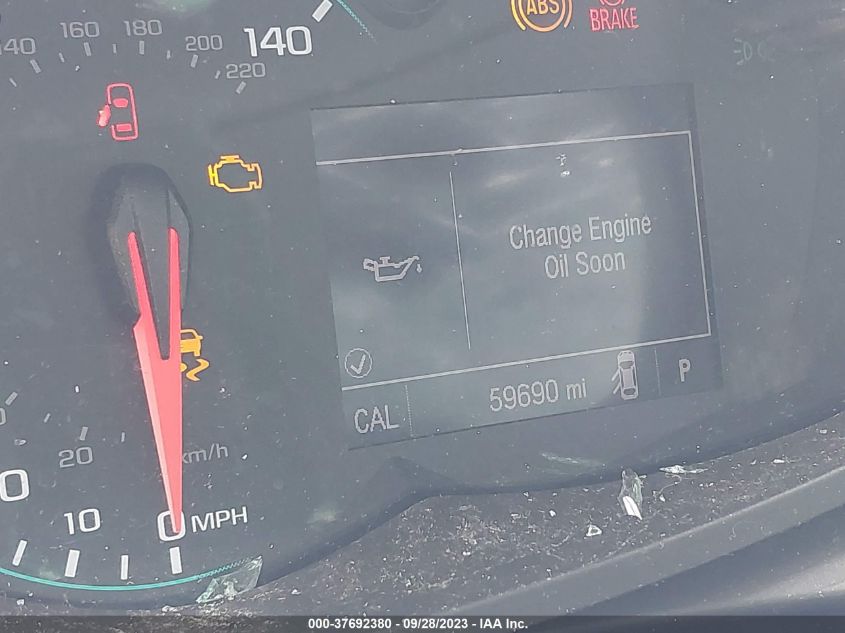 140 160 180 200 220
140
ABS
BRAKE
Change Engine
Oil Soon
CAL 59690 mi P
20 km/h
0
10 0 MPH
000-37692380 - 09/28/2023 - IAA Inc.